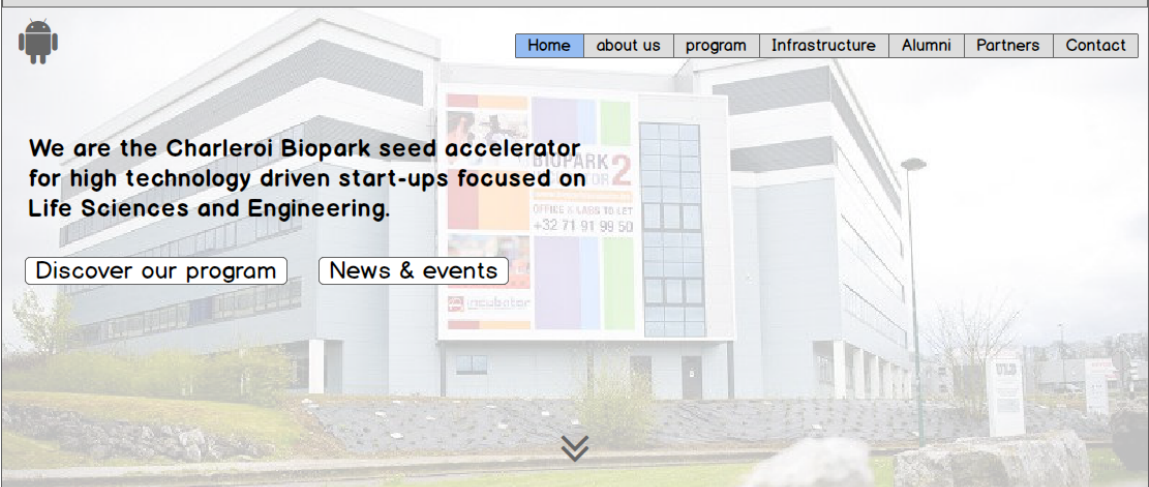 Home
about us
program
Infrastructure
Alumni
Partners
Contact
We are the Charleroi Biopark seed accelerator
for high technology driven start-ups focused on
Life Sciences and Engineering.
BIOPARK
2
OFFICE & LABS TO LET
+32 71 91 99 50
Discover our program
News & events
incubator
ULB